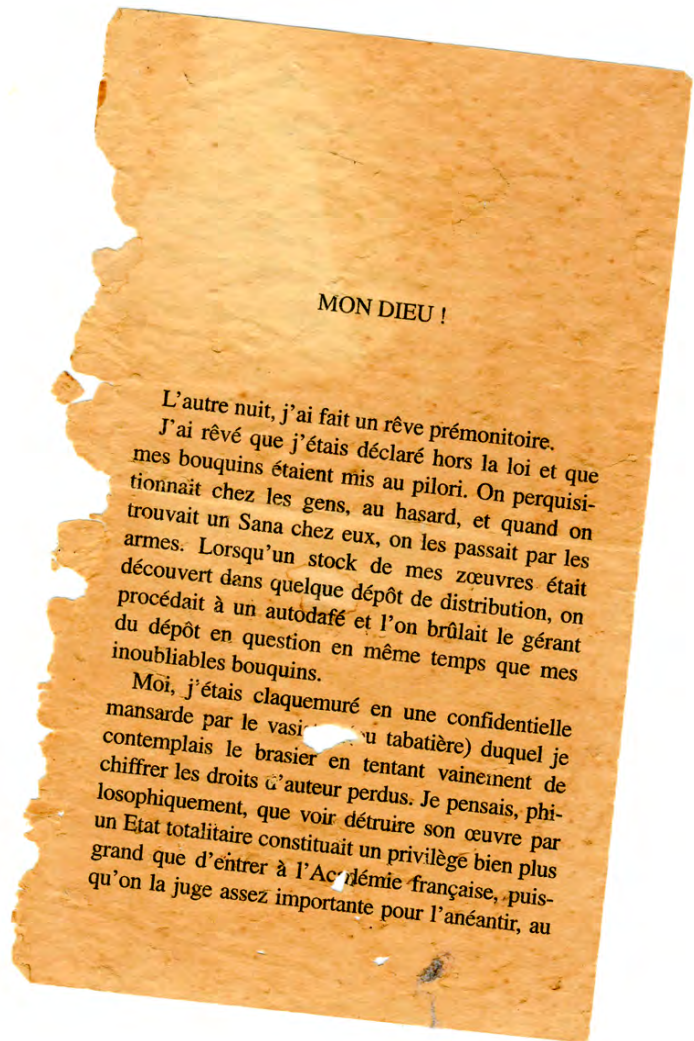 MON DIEU !
L'autre nuit, j'ai fait un rêve prémonitoire.
J'ai rêvé que j'étais déclaré hors la loi et que
mes bouquins étaient mis au pilori. On perquisi-
tionnait chez les gens, au hasard, et quand on
trouvait un Sana chez eux, on les passait par les
armes. Lorsqu'un stock de mes zœuvres était
découvert dans quelque dépôt de distribution, on
procédait à un autodafé et l'on brûlait le gérant
du dépôt en question en même temps que mes
inoubliables bouquins.
Moi, j'étais claquemuré en une confidentielle
mansarde par le vasi u tabatière) duquel je
contemplais le brasier en tentant vainement de
chiffrer les droits d'auteur perdus. Je pensais, phi-
losophiquement, que voir détruire son œuvre par
un Etat totalitaire constituait un privilège bien plus
grand que d'entrer à l'Académie française, puis-
qu'on la juge assez importante pour l'anéantir, au